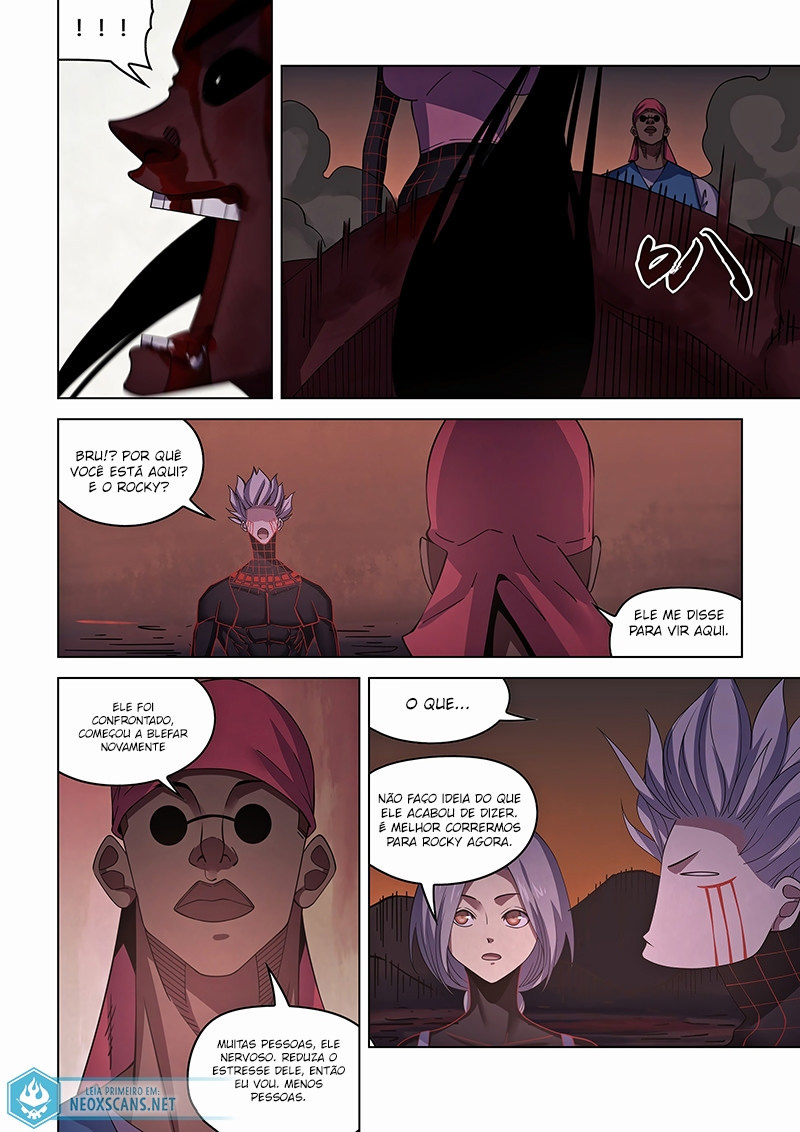 ! ! !
叭
BRU!? POR QUÊ
VOCÊ ESTÁ AQUI?
E O ROCKY?
ELE ME DISSE
PARA VIR AQUI.
ELE FOI
CONFRONTADO,
COMEÇOU A BLEFAR
NOVAMENTE
O QUE...
NÃO FAÇO IDEIA DO QUE
ELE ACABOU DE DIZER.
É MELHOR CORRERMOS
PARA ROCKY AGORA.
MUITAS PESSOAS, ELE
NERVOSO. REDUZA O
ESTRESSE DELE, ENTÃO
EU VOU. MENOS
PESSOAS.
LEIA PRIMEIRO EM:
NEOXSCANS.NET